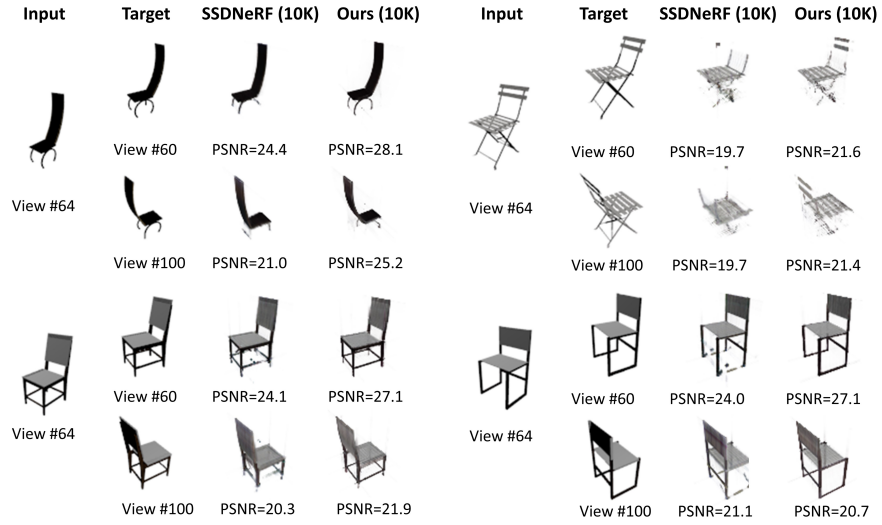 Input Target SSDNeRF (10K) Ours (10K) Input Target SSDNeRF (10K) Ours (10K)
View #60 PSNR=24.4 PSNR=28.1 View #60 PSNR=19.7 PSNR=21.6
View #64 View #64
View #100 PSNR=21.0 PSNR=25.2 View #100 PSNR=19.7 PSNR=21.4
View #60 PSNR=24.1 PSNR=27.1 View #60 PSNR=24.0 PSNR=27.1
View #64 View #64
View #100 PSNR=20.3 PSNR=21.9 View #100 PSNR=21.1 PSNR=20.7